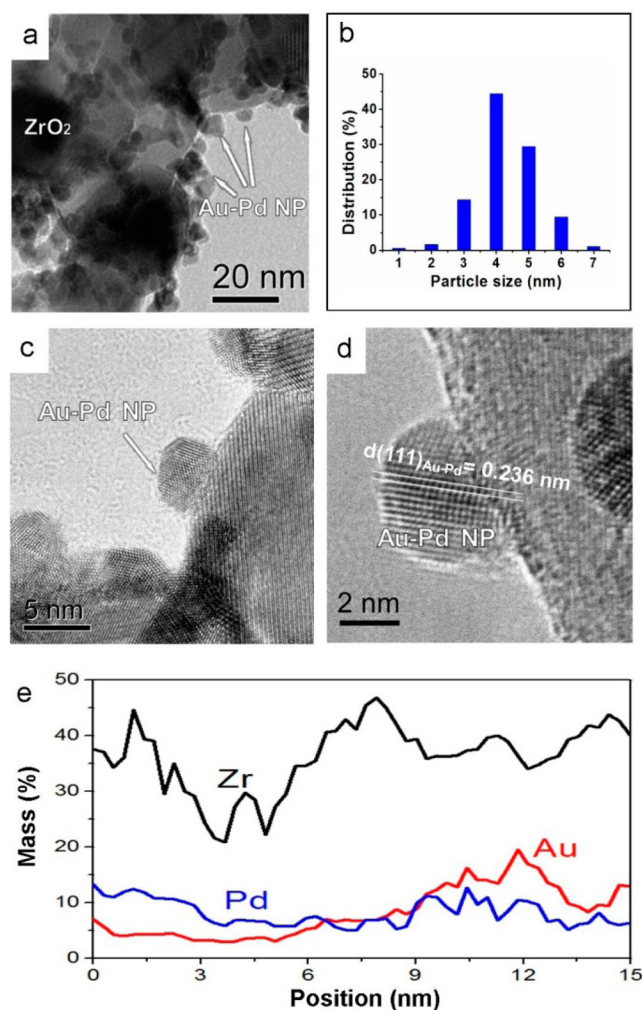 a
ZrO2
Au-Pd NP
20 nm
b
Distribution (%)
50
40
30
20
10
0
1 2 3 4 5 6 7
Particle size (nm)
c
Au-Pd NP
5 nm
d
d(111)Au-Pd= 0.236 nm
Au-Pd NP
2 nm
e
Mass (%)
50
40
30
20
10
0
Zr
Au
Pd
0 3 6 9 12 15
Position (nm)